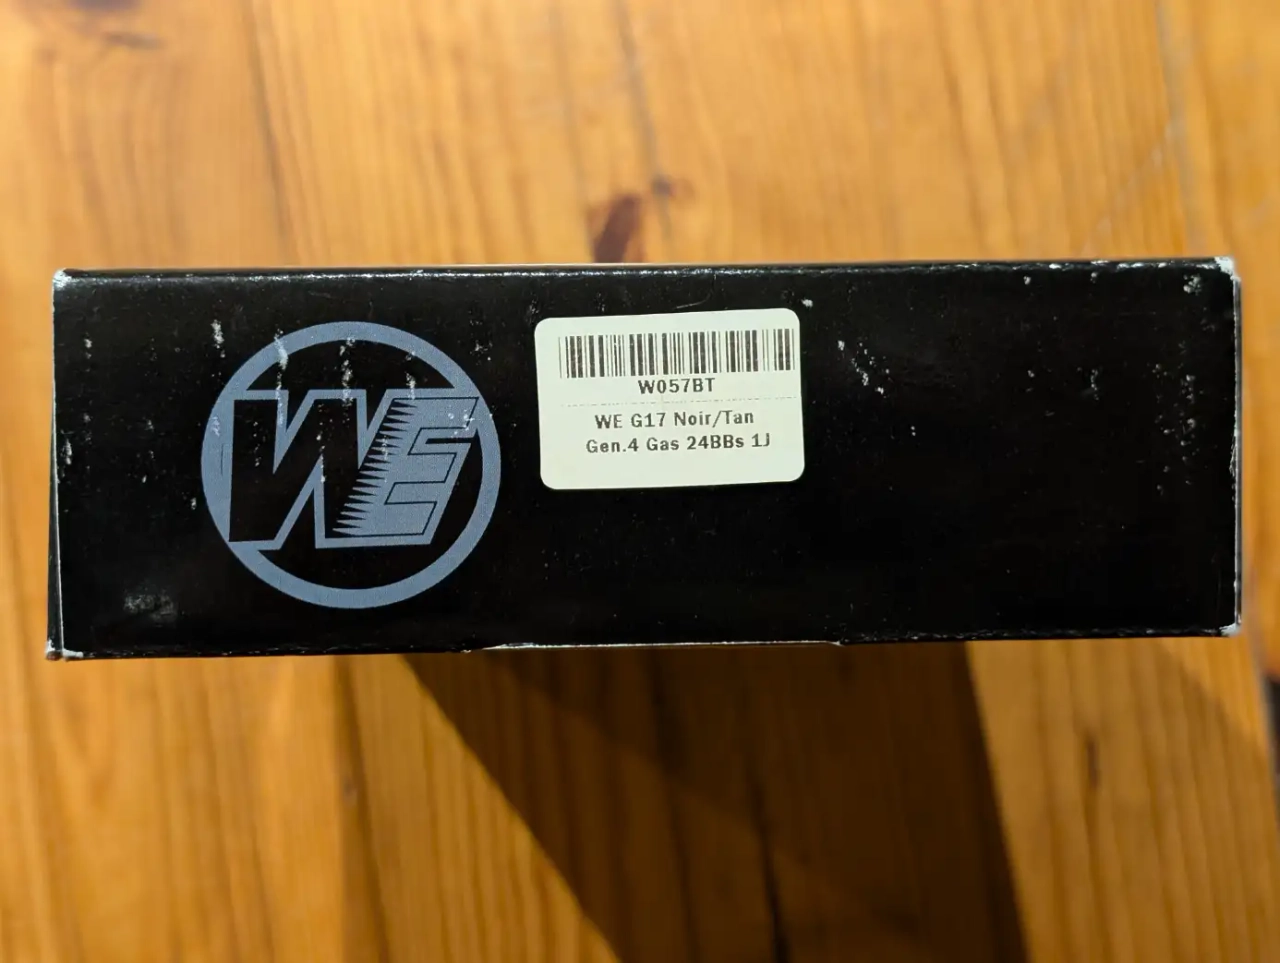 WE
W057BT
WE G17 Noir/Tan
Gen.4 Gas 24BBs 1J